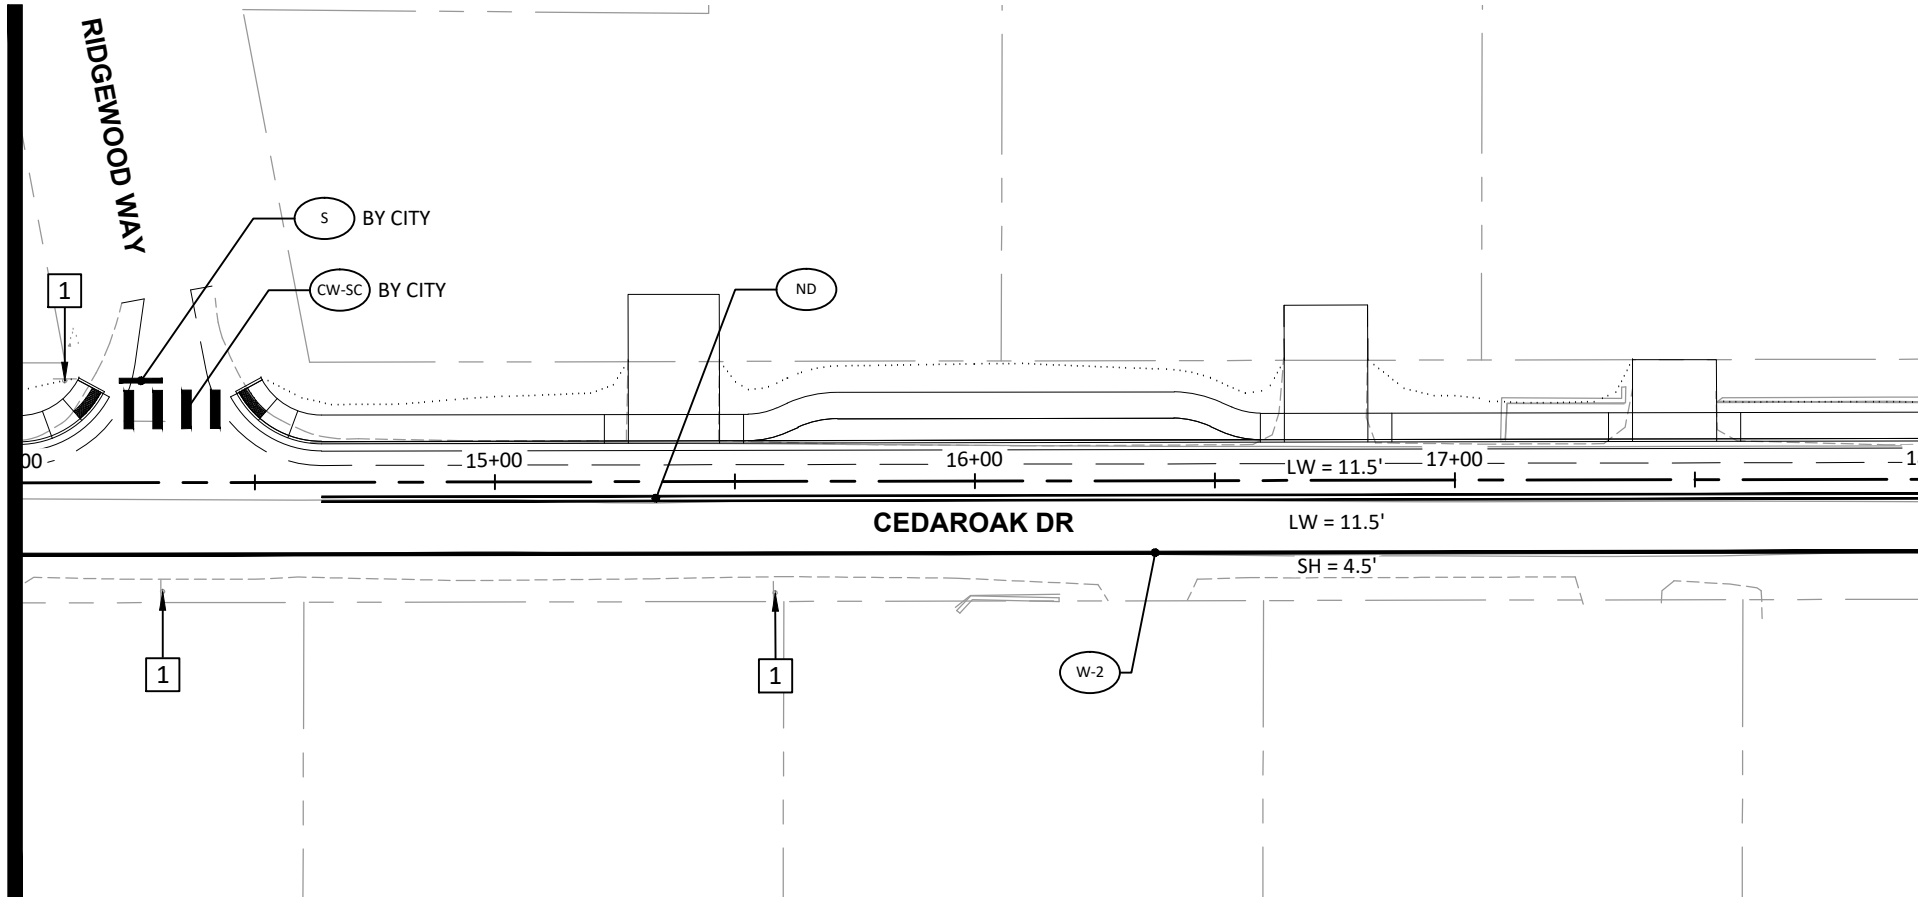 RIDGEWOOD WAY
S BY CITY
1
CW-SC BY CITY
ND
00
15+00
16+00
LW = 11.5'
17+00
1
CEDAROAK DR
LW = 11.5'
SH = 4.5'
1
1
W-2